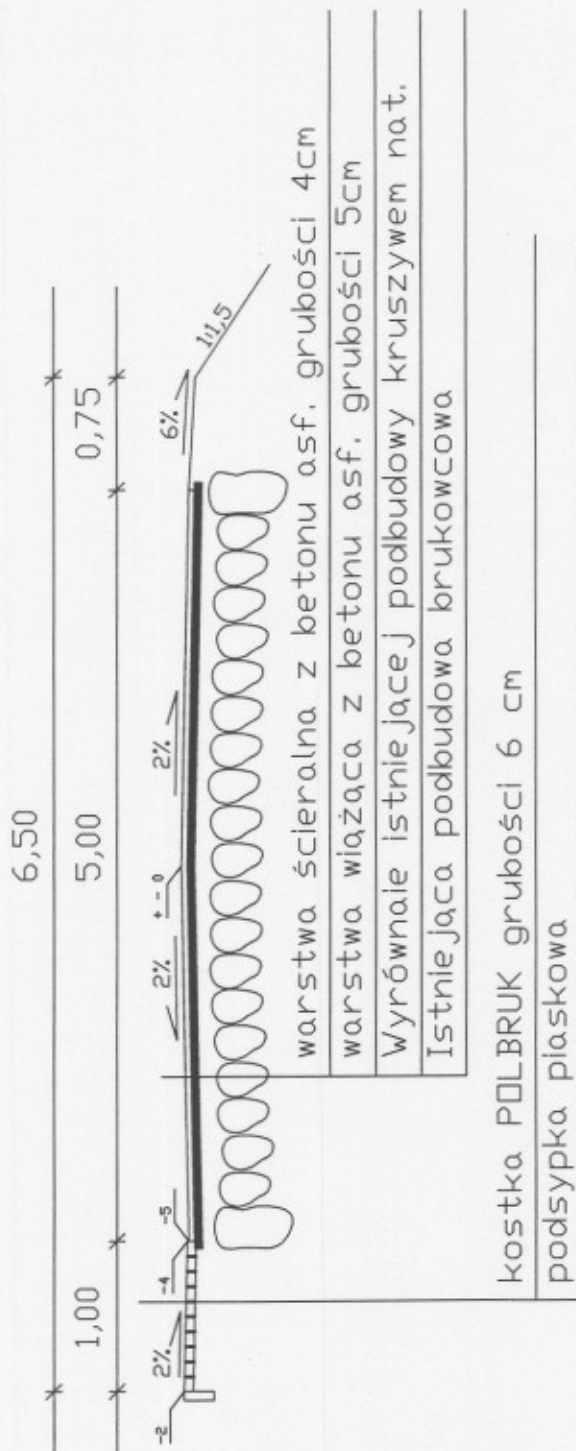 6,50
1,00
5,00
0,75
-2
2%
-4
-5
2%
+ - 0
2%
6%
1:1,5
warstwa ścieralna z betonu asf. grubości 4cm
warstwa wiążąca z betonu asf. grubości 5cm
Wyrównaie istniejącej podbudowy kruszywem nat.
Istniejąca podbudowa brukowcowa
kostka POLBRUK grubości 6 cm
podsypka piaskowa